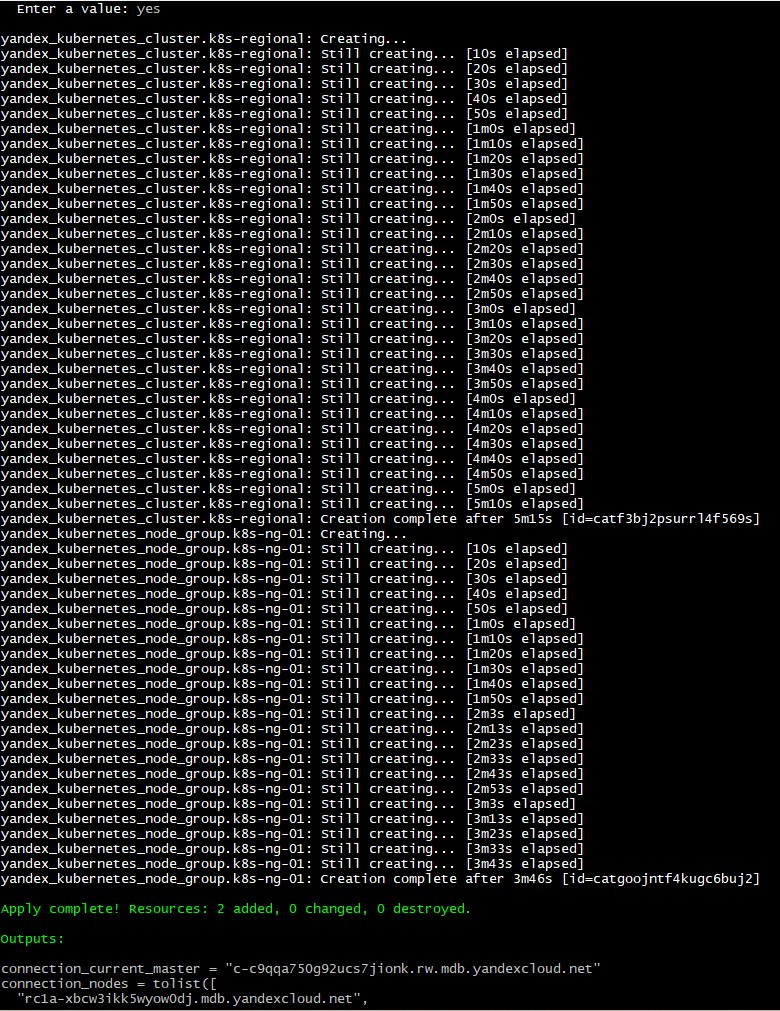 Enter a value: yes
yandex_kubernetes_cluster.k8s-regional: Creating...
yandex_kubernetes_cluster.k8s-regional: Still creating... [10s elapsed]
yandex_kubernetes_cluster.k8s-regional: Still creating... [20s elapsed]
yandex_kubernetes_cluster.k8s-regional: Still creating... [30s elapsed]
yandex_kubernetes_cluster.k8s-regional: Still creating... [40s elapsed]
yandex_kubernetes_cluster.k8s-regional: Still creating... [50s elapsed]
yandex_kubernetes_cluster.k8s-regional: Still creating... [1m0s elapsed]
yandex_kubernetes_cluster.k8s-regional: Still creating... [1m10s elapsed]
yandex_kubernetes_cluster.k8s-regional: Still creating... [1m20s elapsed]
yandex_kubernetes_cluster.k8s-regional: Still creating... [1m30s elapsed]
yandex_kubernetes_cluster.k8s-regional: Still creating... [1m40s elapsed]
yandex_kubernetes_cluster.k8s-regional: Still creating... [1m50s elapsed]
yandex_kubernetes_cluster.k8s-regional: Still creating... [2m0s elapsed]
yandex_kubernetes_cluster.k8s-regional: Still creating... [2m10s elapsed]
yandex_kubernetes_cluster.k8s-regional: Still creating... [2m20s elapsed]
yandex_kubernetes_cluster.k8s-regional: Still creating... [2m30s elapsed]
yandex_kubernetes_cluster.k8s-regional: Still creating... [2m40s elapsed]
yandex_kubernetes_cluster.k8s-regional: Still creating... [2m50s elapsed]
yandex_kubernetes_cluster.k8s-regional: Still creating... [3m0s elapsed]
yandex_kubernetes_cluster.k8s-regional: Still creating... [3m10s elapsed]
yandex_kubernetes_cluster.k8s-regional: Still creating... [3m20s elapsed]
yandex_kubernetes_cluster.k8s-regional: Still creating... [3m30s elapsed]
yandex_kubernetes_cluster.k8s-regional: Still creating... [3m40s elapsed]
yandex_kubernetes_cluster.k8s-regional: Still creating... [3m50s elapsed]
yandex_kubernetes_cluster.k8s-regional: Still creating... [4m0s elapsed]
yandex_kubernetes_cluster.k8s-regional: Still creating... [4m10s elapsed]
yandex_kubernetes_cluster.k8s-regional: Still creating... [4m20s elapsed]
yandex_kubernetes_cluster.k8s-regional: Still creating... [4m30s elapsed]
yandex_kubernetes_cluster.k8s-regional: Still creating... [4m40s elapsed]
yandex_kubernetes_cluster.k8s-regional: Still creating... [4m50s elapsed]
yandex_kubernetes_cluster.k8s-regional: Still creating... [5m0s elapsed]
yandex_kubernetes_cluster.k8s-regional: Still creating... [5m10s elapsed]
yandex_kubernetes_cluster.k8s-regional: Creation complete after 5m15s [id=catf3bj2psurrl4f569s]
yandex_kubernetes_node_group.k8s-ng-01: Creating...
yandex_kubernetes_node_group.k8s-ng-01: Still creating... [10s elapsed]
yandex_kubernetes_node_group.k8s-ng-01: Still creating... [20s elapsed]
yandex_kubernetes_node_group.k8s-ng-01: Still creating... [30s elapsed]
yandex_kubernetes_node_group.k8s-ng-01: Still creating... [40s elapsed]
yandex_kubernetes_node_group.k8s-ng-01: Still creating... [50s elapsed]
yandex_kubernetes_node_group.k8s-ng-01: Still creating... [1m0s elapsed]
yandex_kubernetes_node_group.k8s-ng-01: Still creating... [1m10s elapsed]
yandex_kubernetes_node_group.k8s-ng-01: Still creating... [1m20s elapsed]
yandex_kubernetes_node_group.k8s-ng-01: Still creating... [1m30s elapsed]
yandex_kubernetes_node_group.k8s-ng-01: Still creating... [1m40s elapsed]
yandex_kubernetes_node_group.k8s-ng-01: Still creating... [1m50s elapsed]
yandex_kubernetes_node_group.k8s-ng-01: Still creating... [2m3s elapsed]
yandex_kubernetes_node_group.k8s-ng-01: Still creating... [2m13s elapsed]
yandex_kubernetes_node_group.k8s-ng-01: Still creating... [2m23s elapsed]
yandex_kubernetes_node_group.k8s-ng-01: Still creating... [2m33s elapsed]
yandex_kubernetes_node_group.k8s-ng-01: Still creating... [2m43s elapsed]
yandex_kubernetes_node_group.k8s-ng-01: Still creating... [2m53s elapsed]
yandex_kubernetes_node_group.k8s-ng-01: Still creating... [3m3s elapsed]
yandex_kubernetes_node_group.k8s-ng-01: Still creating... [3m13s elapsed]
yandex_kubernetes_node_group.k8s-ng-01: Still creating... [3m23s elapsed]
yandex_kubernetes_node_group.k8s-ng-01: Still creating... [3m33s elapsed]
yandex_kubernetes_node_group.k8s-ng-01: Still creating... [3m43s elapsed]
yandex_kubernetes_node_group.k8s-ng-01: Creation complete after 3m46s [id=catgoojntf4kugc6buj2]
Apply complete! Resources: 2 added, 0 changed, 0 destroyed.
Outputs:
connection_current_master = "c-c9qqa750g92ucs7jionk.rw.mdb.yandexcloud.net"
connection_nodes = tolist([
"rc1a-xbcw3ikk5wyow0dj.mdb.yandexcloud.net",